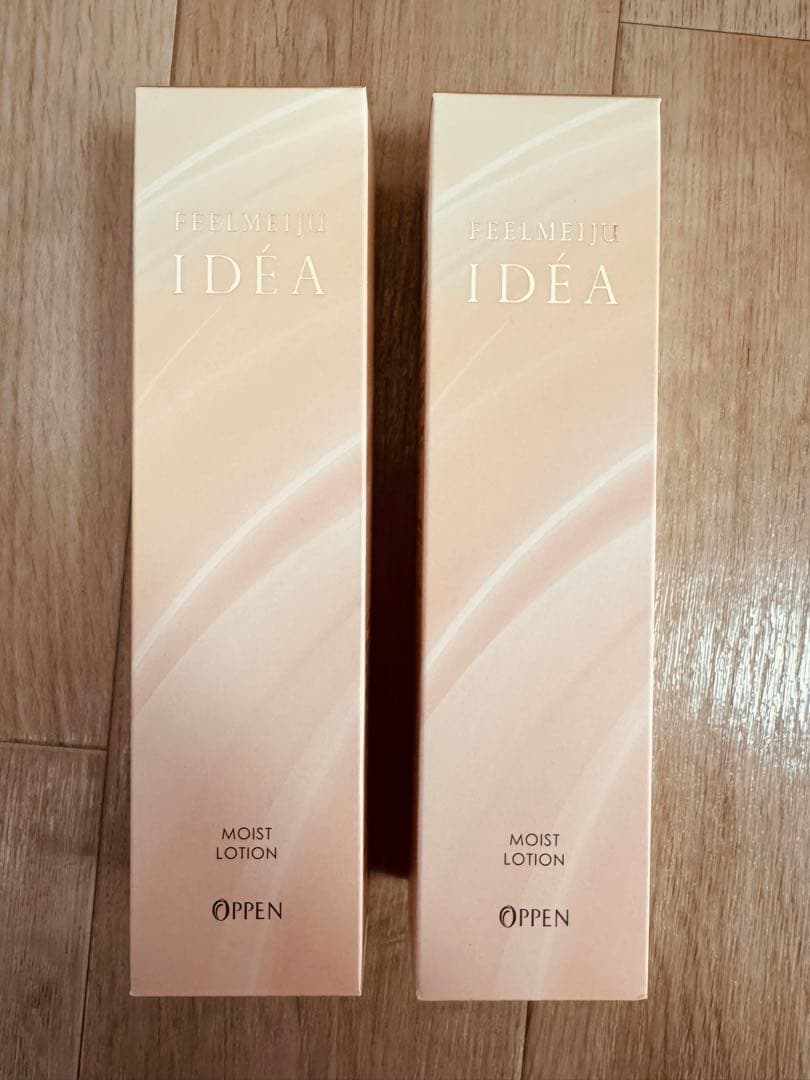 FEELMEIJU
IDÉA
MOIST
LOTION
OPPEN
FEELMEIJU
IDÉA
MOIST
LOTION
OPPEN